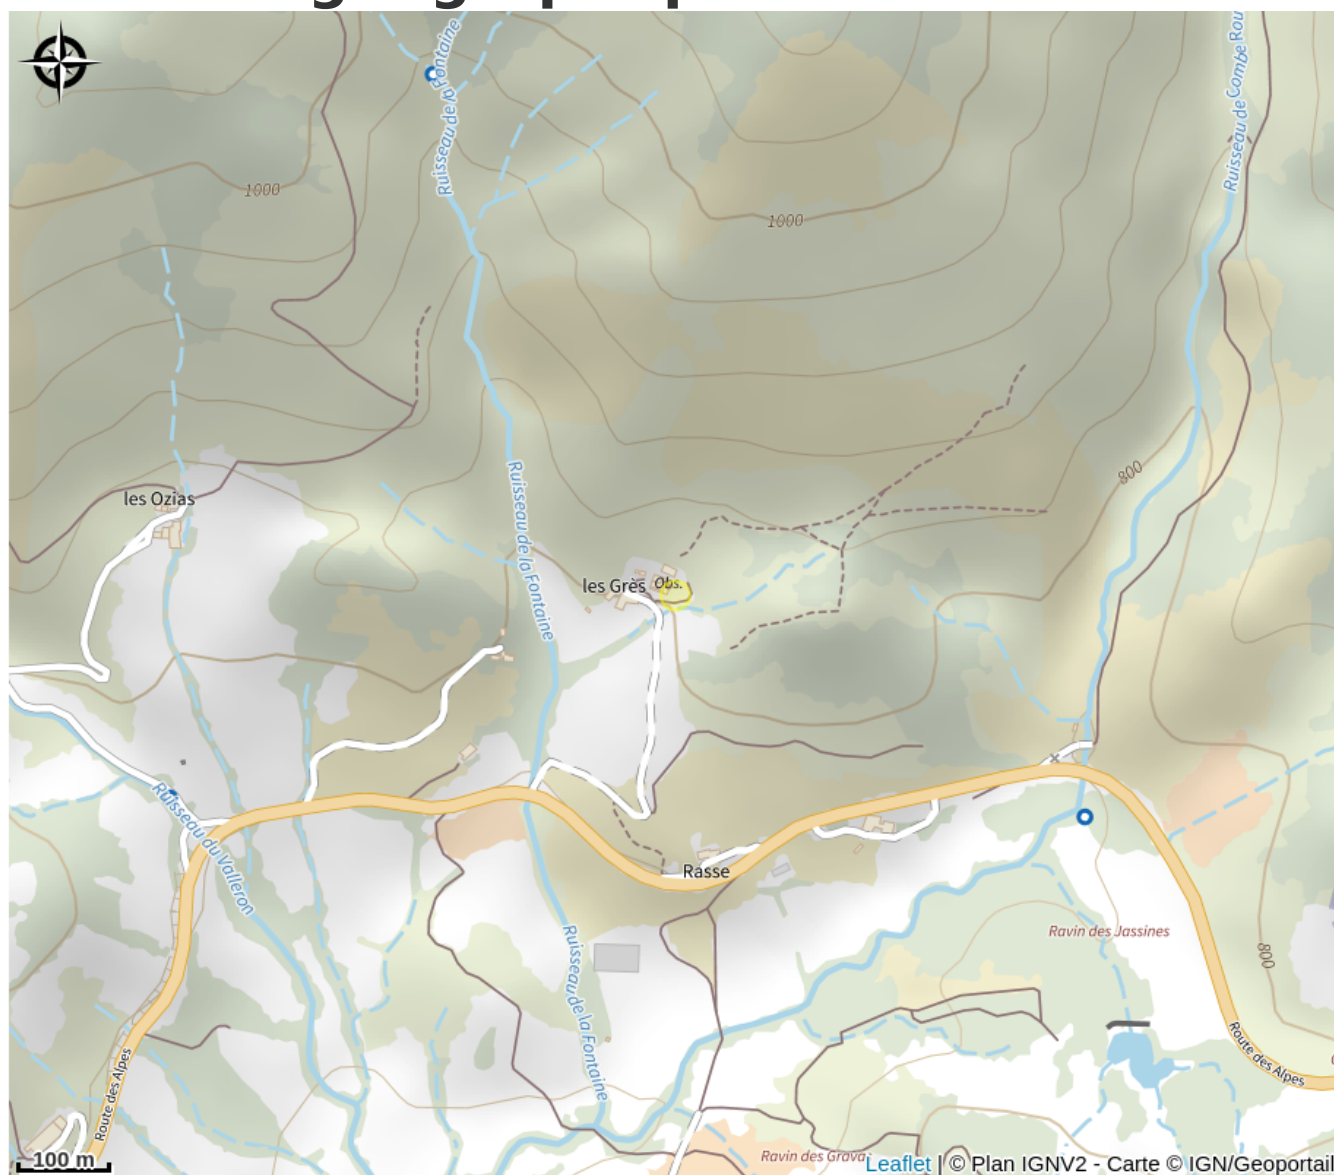 Ruisseau de la Fontaine
Ruisseau de Combe Rou
1000
1000
800
les Ozias
Ruisseau de la Fontaine
les Grès
Obs.
Ruisseau du Valleron
Rasse
Ruisseau de la Fontaine
Ravin des Jassines
800
Route des Alpes
Route des Alpes
100 m
Ravin des Grava
Leaflet | © Plan IGNV2 - Carte © IGN/Geoportail